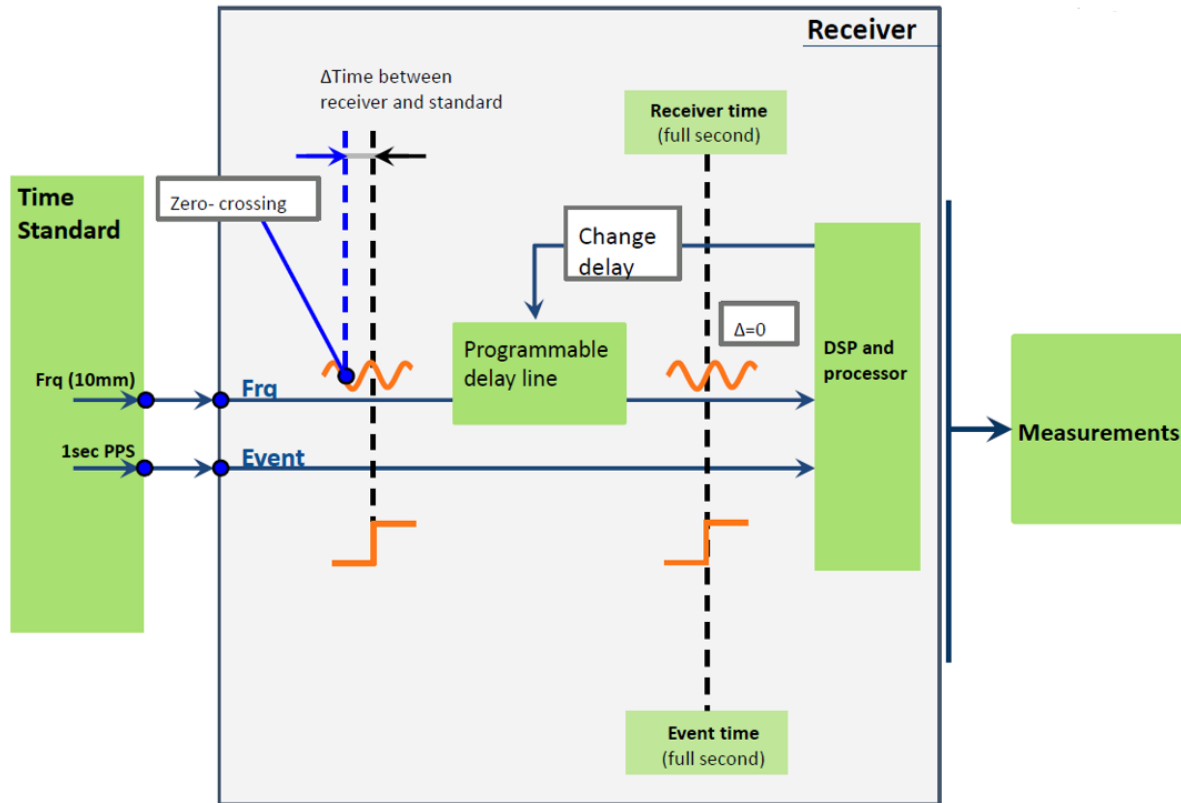 Receiver
ΔTime between
receiver and standard
Receiver time
(full second)
Time
Standard
Zero- crossing
Change
delay
Δ=0
Programmable
delay line
DSP and
processor
Frq (10mm)
Frq
Measurements
1sec PPS
Event
Event time
(full second)